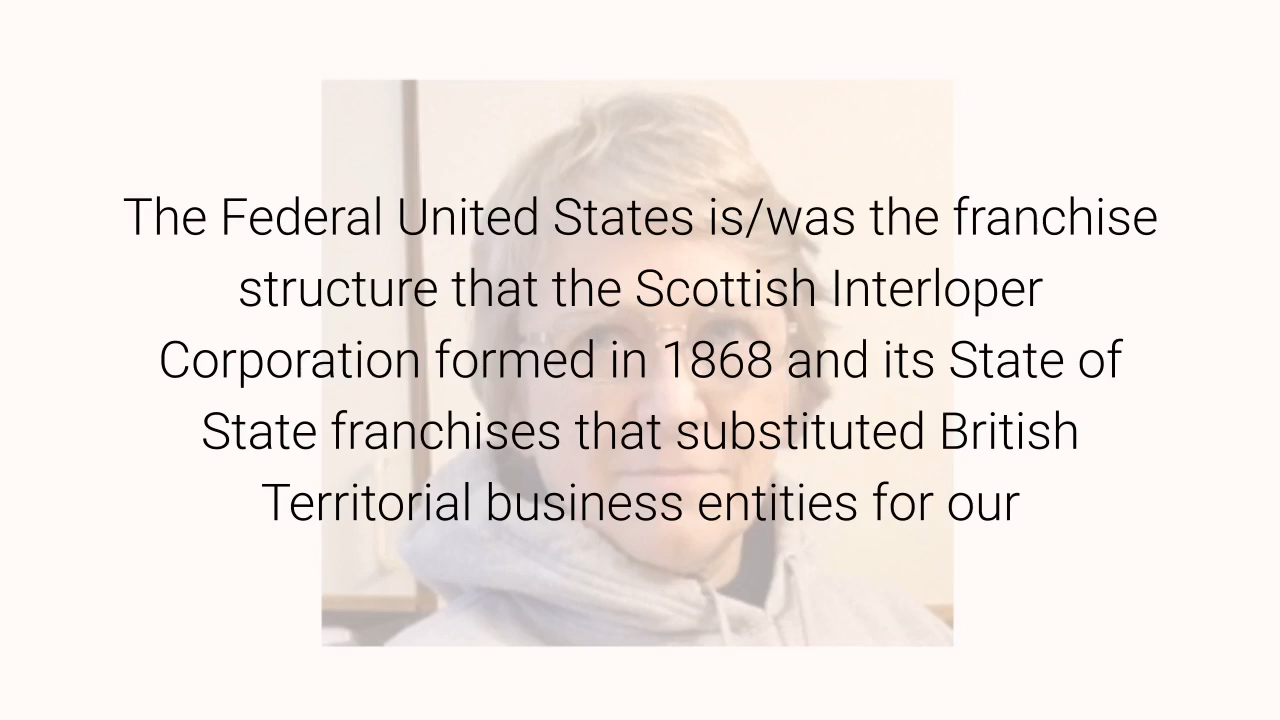 The Federal United States is/was the franchise
structure that the Scottish Interloper
Corporation formed in 1868 and its State of
State franchises that substituted British
Territorial business entities for our